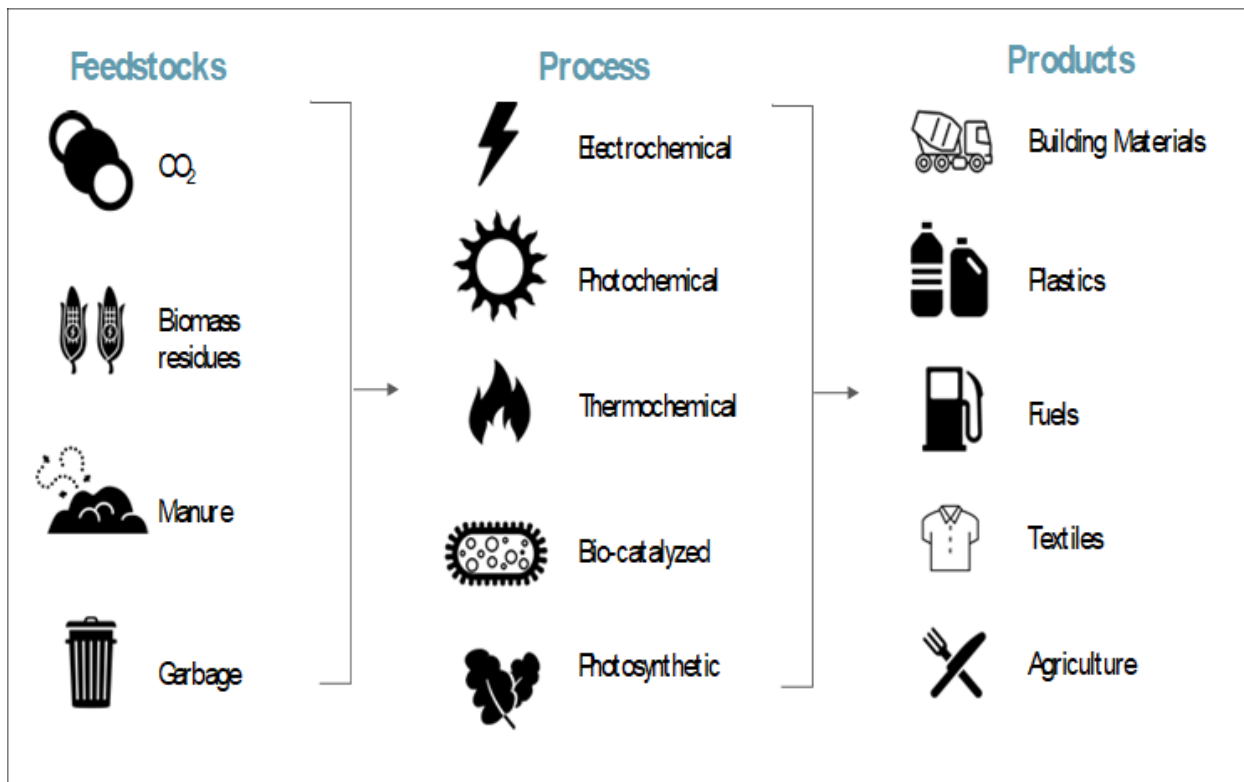 Feedstocks
CO₂
Biomass
residues
Manure
Garbage
Process
Electrochemical
Photochemical
Thermochemical
Bio-catalyzed
Photosynthetic
Products
Building Materials
Plastics
Fuels
Textiles
Agriculture